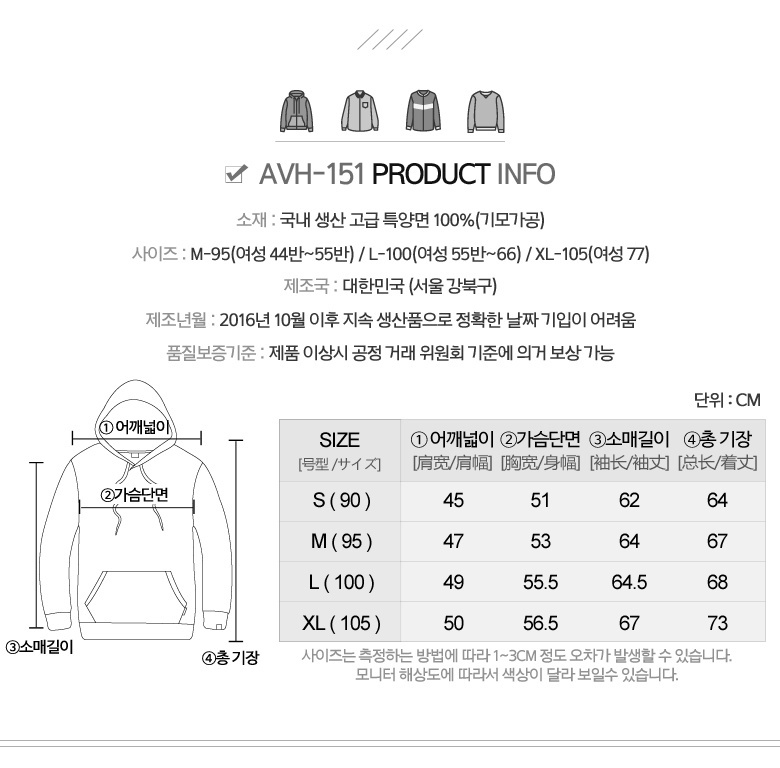 AVH-151 PRODUCT INFO
소재 : 국내 생산 고급 특양면 100%(기모가공)
사이즈 : M-95(여성 44반~55반) / L-100(여성 55반~66) / XL-105(여성 77)
제조국 : 대한민국 (서울 강북구)
제조년월 : 2016년 10월 이후 지속 생산품으로 정확한 날짜 기입이 어려움
품질보증기준 : 제품 이상시 공정 거래 위원회 기준에 의거 보상 가능
단위 : CM
① 어깨넓이
②가슴단면
③소매길이
④총 기장
SIZE ① 어깨넓이 ②가슴단면 ③소매길이 ④총 기장
[号型 /サイズ] [肩宽/肩幅] [胸宽/身幅] [袖长/袖丈] [总长/着丈]
S ( 90 ) 45 51 62 64
M ( 95 ) 47 53 64 67
L ( 100 ) 49 55.5 64.5 68
XL ( 105 ) 50 56.5 67 73
사이즈는 측정하는 방법에 따라 1~3CM 정도 오차가 발생할 수 있습니다.
모니터 해상도에 따라서 색상이 달라 보일수 있습니다.